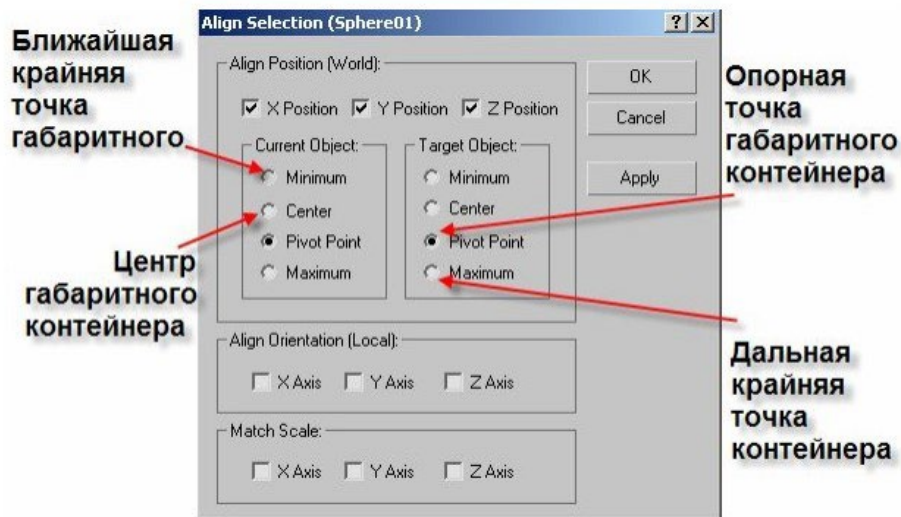 Ближайшая
крайняя
точка
габаритного
Центр
габаритного
контейнера
Align Selection (Sphere01)
Align Position (World):
X Position Y Position Z Position
Current Object:
Minimum
Center
Pivot Point
Maximum
Target Object:
Minimum
Center
Pivot Point
Maximum
Align Orientation (Local):
X Axis Y Axis Z Axis
Match Scale:
X Axis Y Axis Z Axis
OK
Cancel
Apply
Опорная
точка
габаритного
контейнера
Дальная
крайняя
точка
контейнера